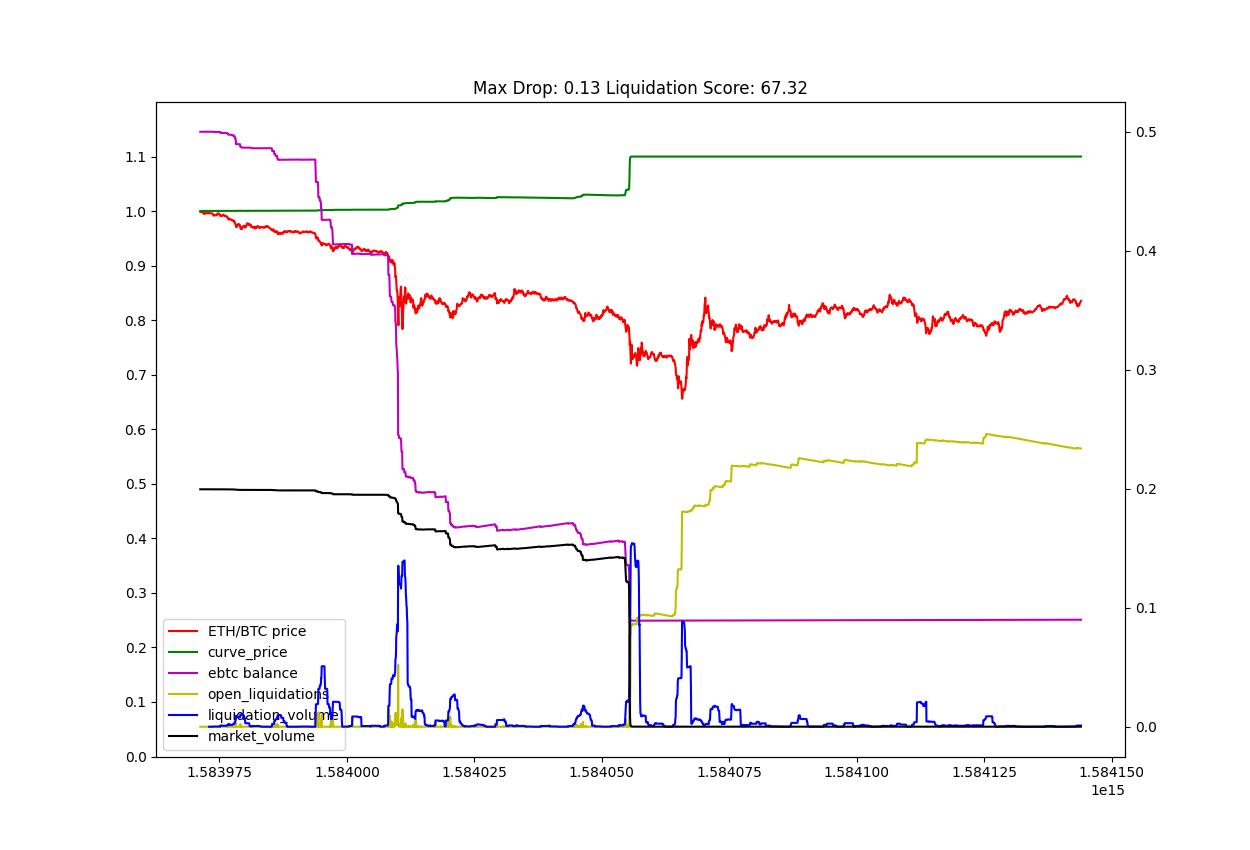 Max Drop: 0.13 Liquidation Score: 67.32
1.1
1.0
0.9
0.8
0.7
0.6
0.5
0.4
0.3
0.2
0.1
0.0
0.5
0.4
0.3
0.2
0.1
0.0
ETH/BTC price
curve_price
ebtc balance
open_liquidations
liquidation_volume
market_volume
1.583975 1.584000 1.584025 1.584050 1.584075 1.584100 1.584125 1.584150
1e15